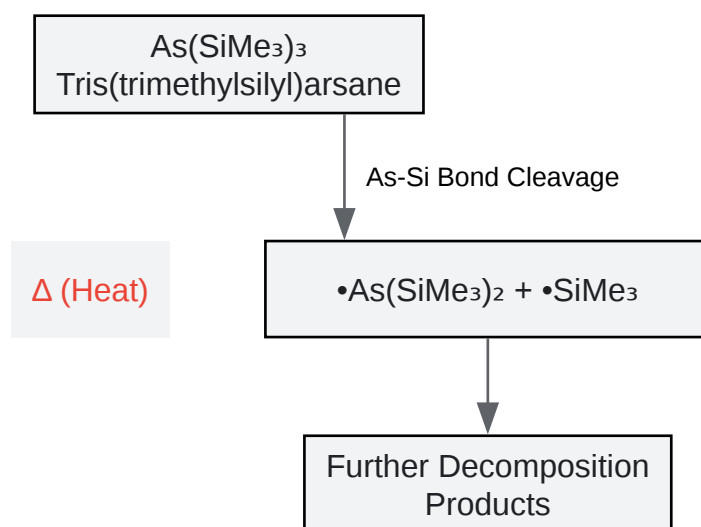 As(SiMe₃)₃
Tris(trimethylsilyl)arsane
As-Si Bond Cleavage
Δ (Heat)
•As(SiMe₃)₂ + •SiMe₃
Further Decomposition
Products